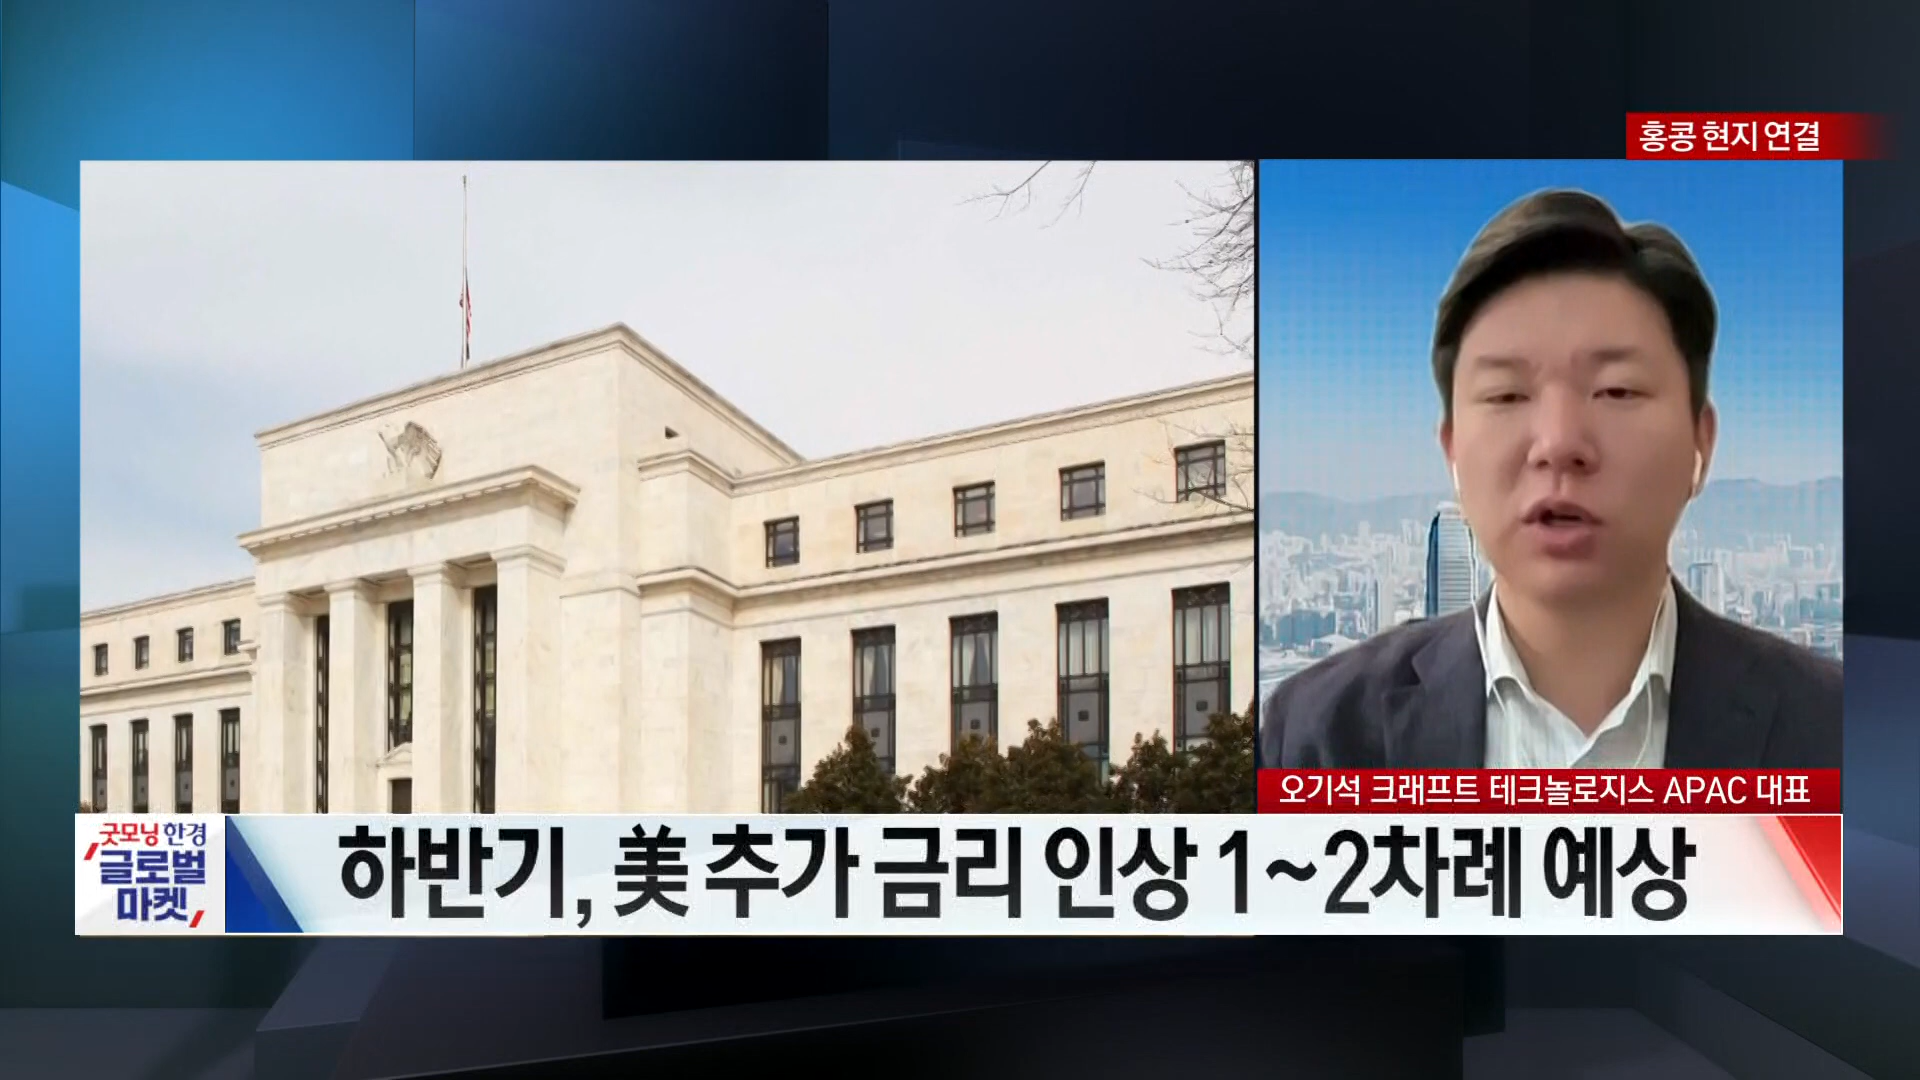 홍콩 현지 연결
오기석 크래프트 테크놀로지스 APAC 대표
굿모닝 한경
글로벌
마켓
하반기, 美 추가 금리 인상 1~2차례 예상